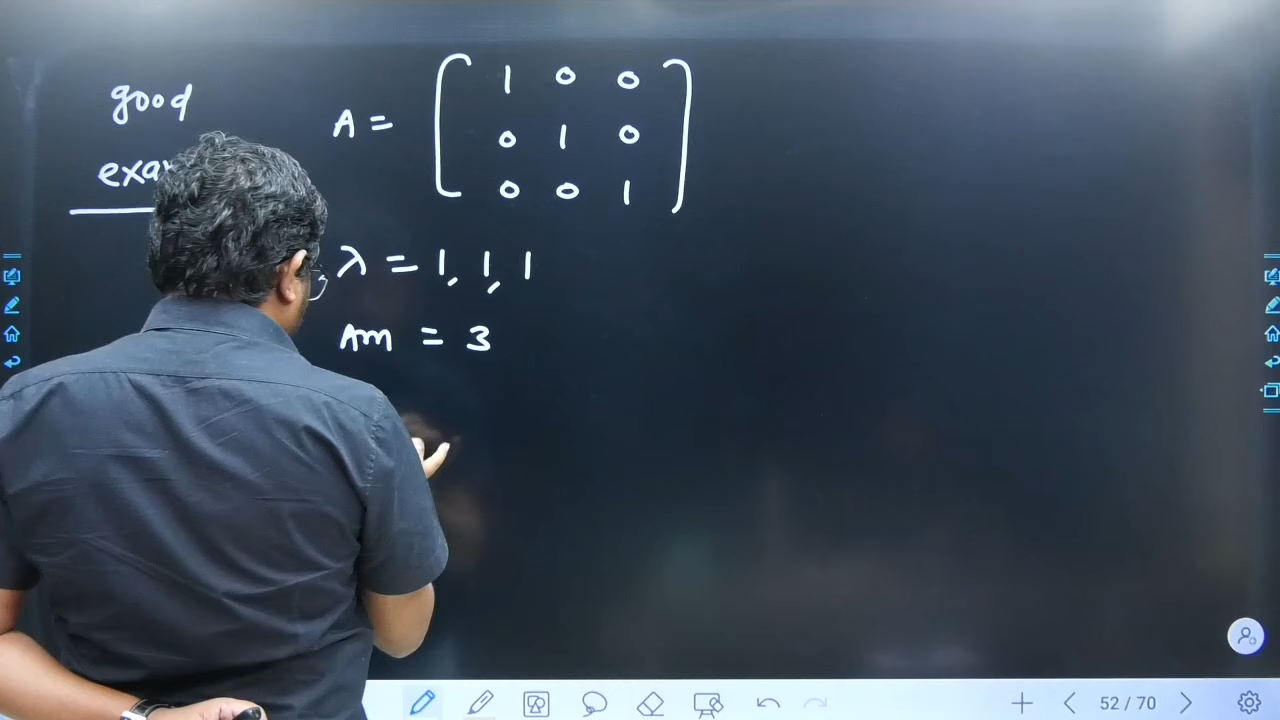 good
A = [ 1 0 0
0 1 0
0 0 1 ]
λ = 1, 1, 1
Am = 3
52 / 70